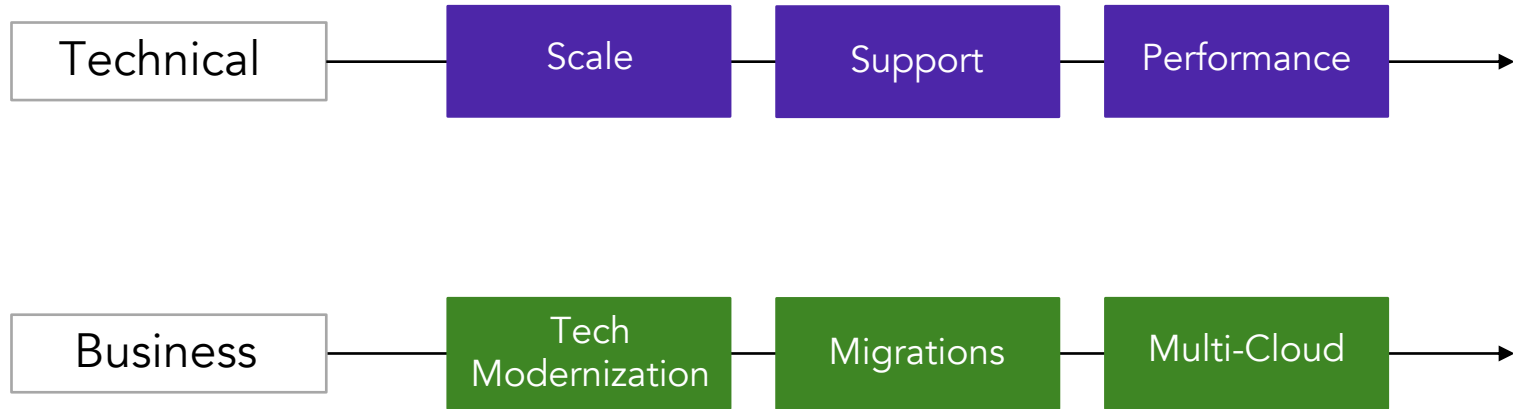 Technical
Scale
Support
Performance
Business
Tech
Modernization
Migrations
Multi-Cloud